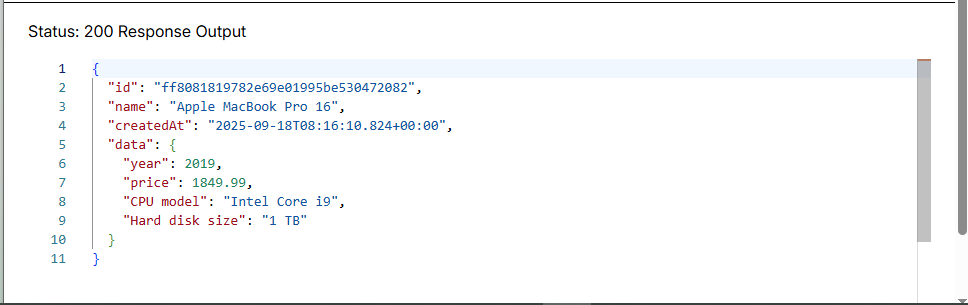 Status: 200 Response Output
1 {
2 "id": "ff8081819782e69e01995be530472082",
3 "name": "Apple MacBook Pro 16",
4 "createdAt": "2025-09-18T08:16:10.824+00:00",
5 "data": {
6 "year": 2019,
7 "price": 1849.99,
8 "CPU model": "Intel Core i9",
9 "Hard disk size": "1 TB"
10 }
11 }